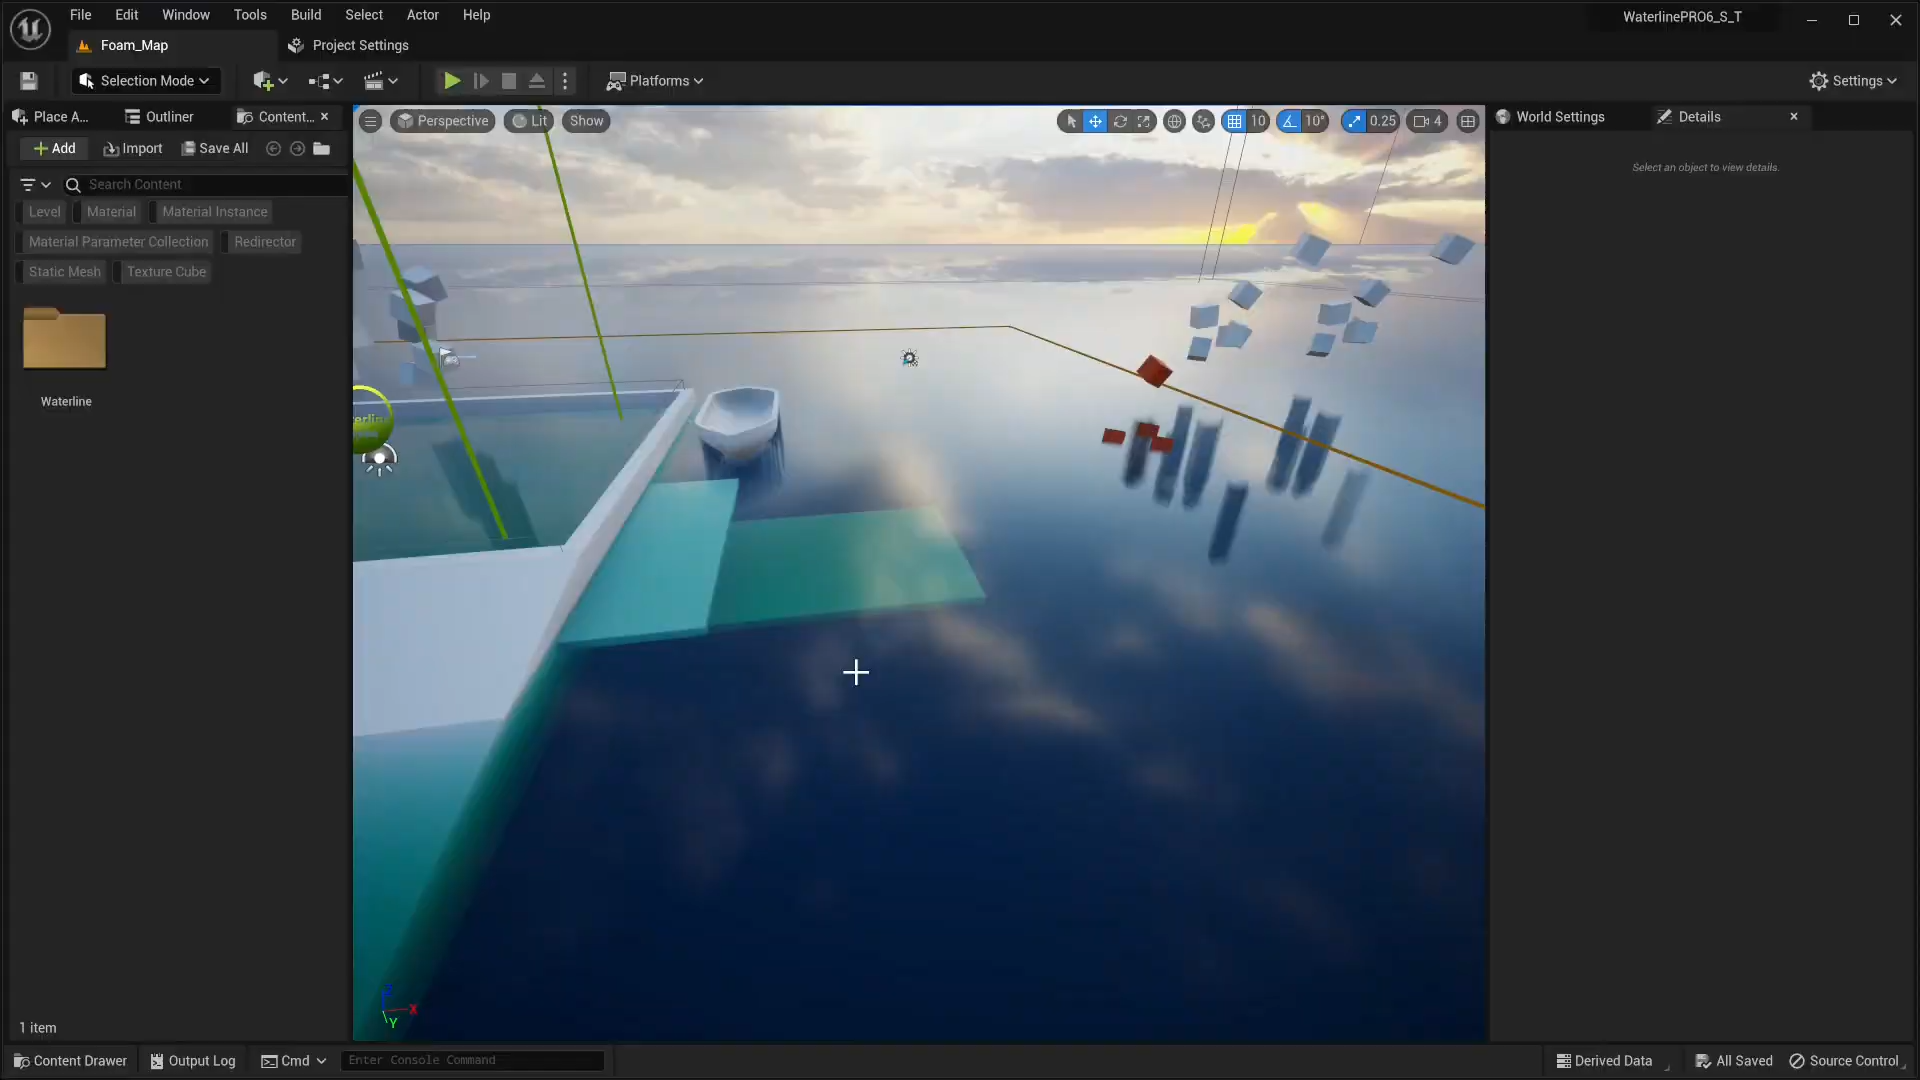 File Edit Window Tools Build Select Actor Help
WaterlinePRO6_S_T
Foam_Map
Project Settings
Selection Mode
Platforms
Settings
Place A...
Outliner
Content...
Perspective
Lit
Show
10
10°
0.25
4
World Settings
Details
Add
Import
Save All
Select an object to view details.
Search Content
Level
Material
Material Instance
Material Parameter Collection
Redirector
Static Mesh
Texture Cube
Waterline
Z
X
Y
1 item
Content Drawer
Output Log
Cmd
Enter Console Command
Derived Data
All Saved
Source Control